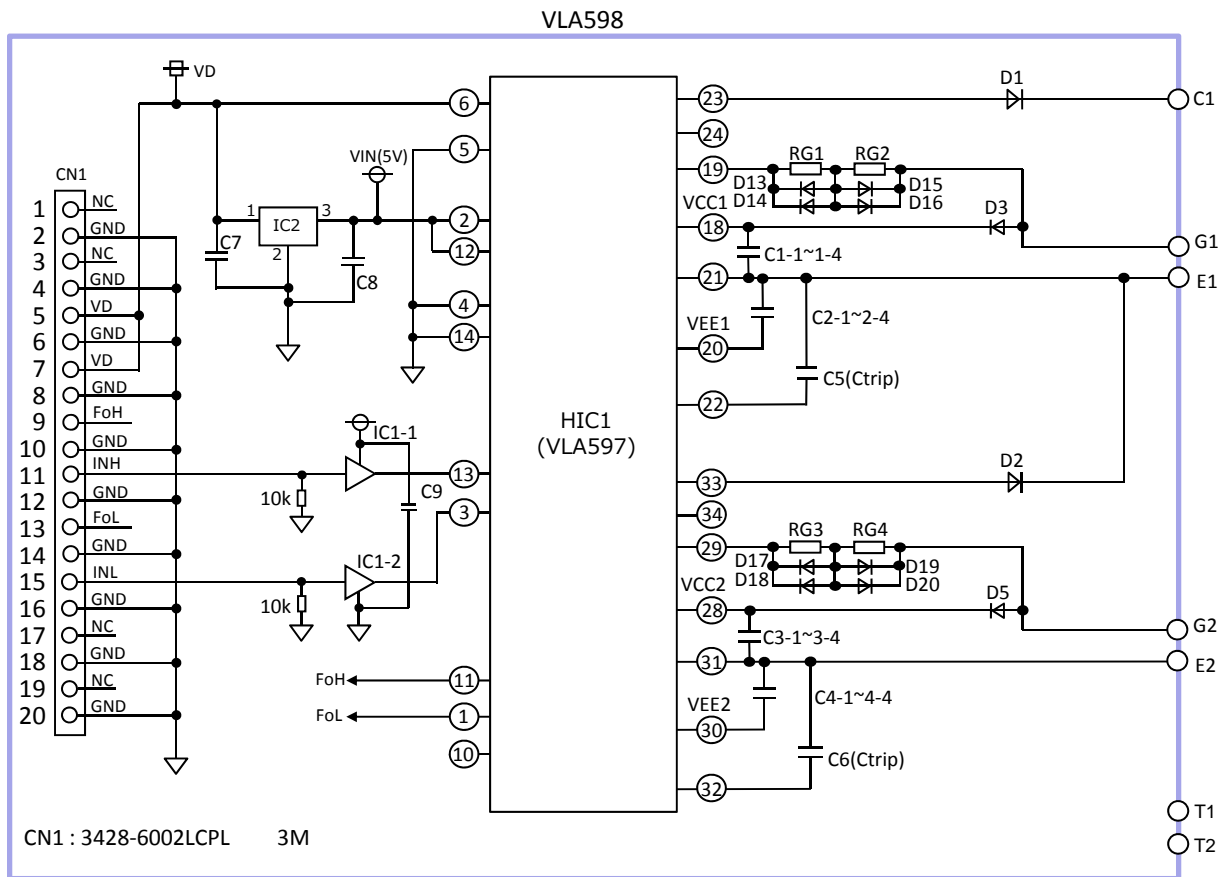 VLA598
VD
CN1
1 NC
2 GND
3 NC
4 GND
5 VD
6 GND
7 VD
8 GND
9 FoH
10 GND
11 INH
12 GND
13 FoL
14 GND
15 INL
16 GND
17 NC
18 GND
19 NC
20 GND
C7
1 IC2 3
2
C8
VIN(5V)
10k
10k
IC1-1
C9
IC1-2
FoH
FoL
6
5
2
12
4
14
13
3
11
1
10
HIC1
(VLA597)
23
24
19
VCC1
18
21
VEE1
20
22
33
34
29
VCC2
28
31
VEE2
30
32
D1
RG1 RG2
D13 D15
D14 D16
D3
C1-1~1-4
C2-1~2-4
C5(Ctrip)
D2
RG3 RG4
D17 D19
D18 D20
D5
C3-1~3-4
C4-1~4-4
C6(Ctrip)
C1
G1
E1
G2
E2
T1
T2
CN1 : 3428-6002LCPL 3M